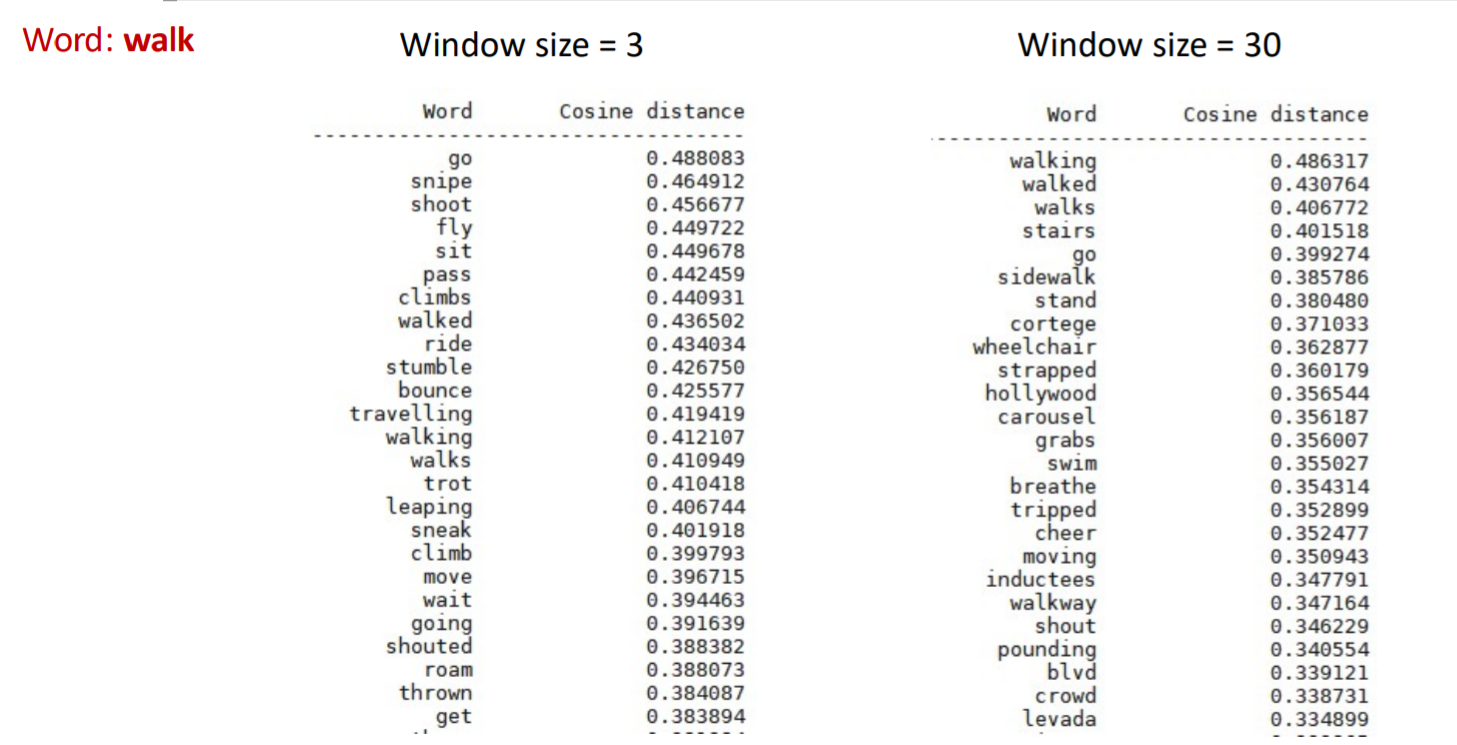 Word: walk
Window size = 3
Word Cosine distance
-----------------------------------
go 0.488083
snipe 0.464912
shoot 0.456677
fly 0.449722
sit 0.449678
pass 0.442459
climbs 0.440931
walked 0.436502
ride 0.434034
stumble 0.426750
bounce 0.425577
travelling 0.419419
walking 0.412107
walks 0.410949
trot 0.410418
leaping 0.406744
sneak 0.401918
climb 0.399793
move 0.396715
wait 0.394463
going 0.391639
shouted 0.388382
roam 0.388073
thrown 0.384087
get 0.383894
Window size = 30
Word Cosine distance
-----------------------------------
walking 0.486317
walked 0.430764
walks 0.406772
stairs 0.401518
go 0.399274
sidewalk 0.385786
stand 0.380480
cortege 0.371033
wheelchair 0.362877
strapped 0.360179
hollywood 0.356544
carousel 0.356187
grabs 0.356007
swim 0.355027
breathe 0.354314
tripped 0.352899
cheer 0.352477
moving 0.350943
inductees 0.347791
walkway 0.347164
shout 0.346229
pounding 0.340554
blvd 0.339121
crowd 0.338731
levada 0.334899